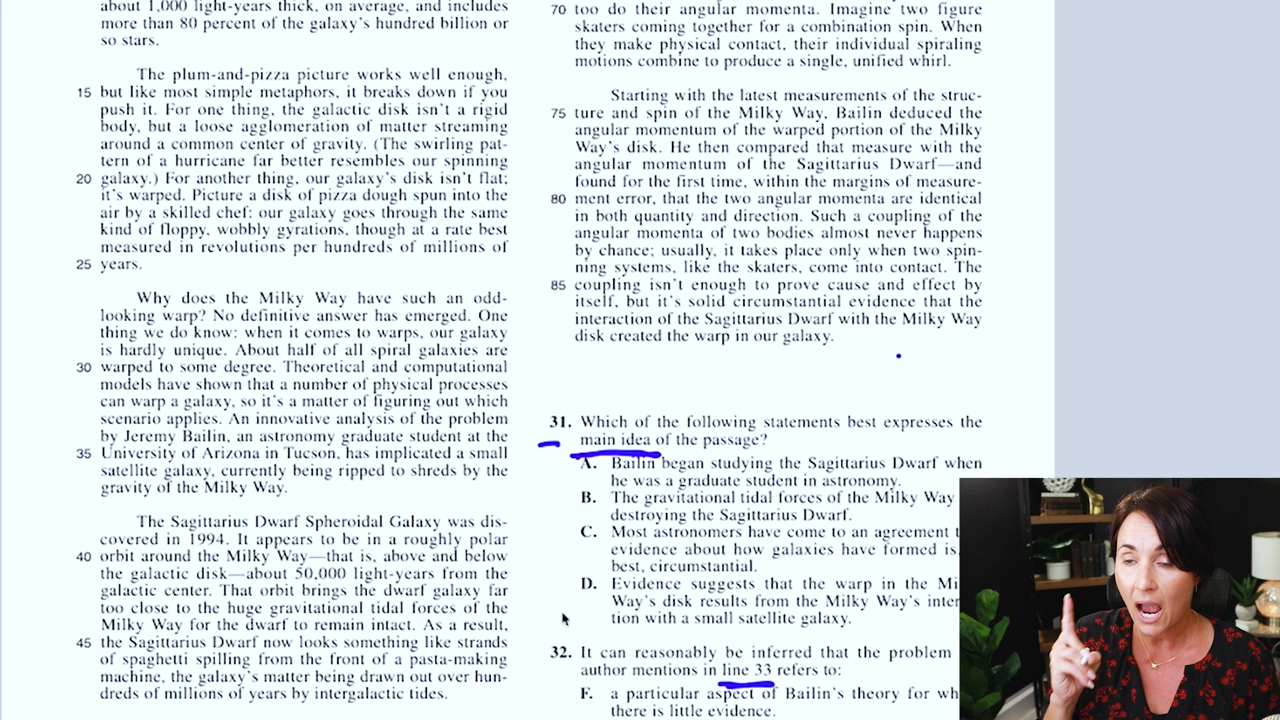 about 1,000 light-years thick, on average, and includes
more than 80 percent of the galaxy's hundred billion or
so stars.
The plum-and-pizza picture works well enough,
15 but like most simple metaphors, it breaks down if you
push it. For one thing, the galactic disk isn't a rigid
body, but a loose agglomeration of matter streaming
around a common center of gravity. (The swirling pat-
tern of a hurricane far better resembles our spinning
20 galaxy.) For another thing, our galaxy's disk isn't flat;
it's warped. Picture a disk of pizza dough spun into the
air by a skilled chef: our galaxy goes through the same
kind of floppy, wobbly gyrations, though at a rate best
measured in revolutions per hundreds of millions of
25 years.
Why does the Milky Way have such an odd-
looking warp? No definitive answer has emerged. One
thing we do know: when it comes to warps, our galaxy
is hardly unique. About half of all spiral galaxies are
30 warped to some degree. Theoretical and computational
models have shown that a number of physical processes
can warp a galaxy, so it's a matter of figuring out which
scenario applies. An innovative analysis of the problem
by Jeremy Bailin, an astronomy graduate student at the
35 University of Arizona in Tucson, has implicated a small
satellite galaxy, currently being ripped to shreds by the
gravity of the Milky Way.
The Sagittarius Dwarf Spheroidal Galaxy was dis-
covered in 1994. It appears to be in a roughly polar
40 orbit around the Milky Way—that is, above and below
the galactic disk—about 50,000 light-years from the
galactic center. That orbit brings the dwarf galaxy far
too close to the huge gravitational tidal forces of the
Milky Way for the dwarf to remain intact. As a result,
45 the Sagittarius Dwarf now looks something like strands
of spaghetti spilling from the front of a pasta-making
machine, the galaxy's matter being drawn out over hun-
dreds of millions of years by intergalactic tides.
70 too do their angular momenta. Imagine two figure
skaters coming together for a combination spin. When
they make physical contact, their individual spiraling
motions combine to produce a single, unified whirl.
Starting with the latest measurements of the struc-
75 ture and spin of the Milky Way, Bailin deduced the
angular momentum of the warped portion of the Milky
Way's disk. He then compared that measure with the
angular momentum of the Sagittarius Dwarf—and
found for the first time, within the margins of measure-
80 ment error, that the two angular momenta are identical
in both quantity and direction. Such a coupling of the
angular momenta of two bodies almost never happens
by chance; usually, it takes place only when two spin-
ning systems, like the skaters, come into contact. The
85 coupling isn't enough to prove cause and effect by
itself, but it's solid circumstantial evidence that the
interaction of the Sagittarius Dwarf with the Milky Way
disk created the warp in our galaxy.
31. Which of the following statements best expresses the
main idea of the passage?
A. Bailin began studying the Sagittarius Dwarf when
he was a graduate student in astronomy.
B. The gravitational tidal forces of the Milky Way
destroying the Sagittarius Dwarf.
C. Most astronomers have come to an agreement t
evidence about how galaxies have formed is.
best, circumstantial.
D. Evidence suggests that the warp in the Mi
Way's disk results from the Milky Way's inter
tion with a small satellite galaxy.
32. It can reasonably be inferred that the problem
author mentions in line 33 refers to:
F. a particular aspect of Bailin's theory for wh
there is little evidence.